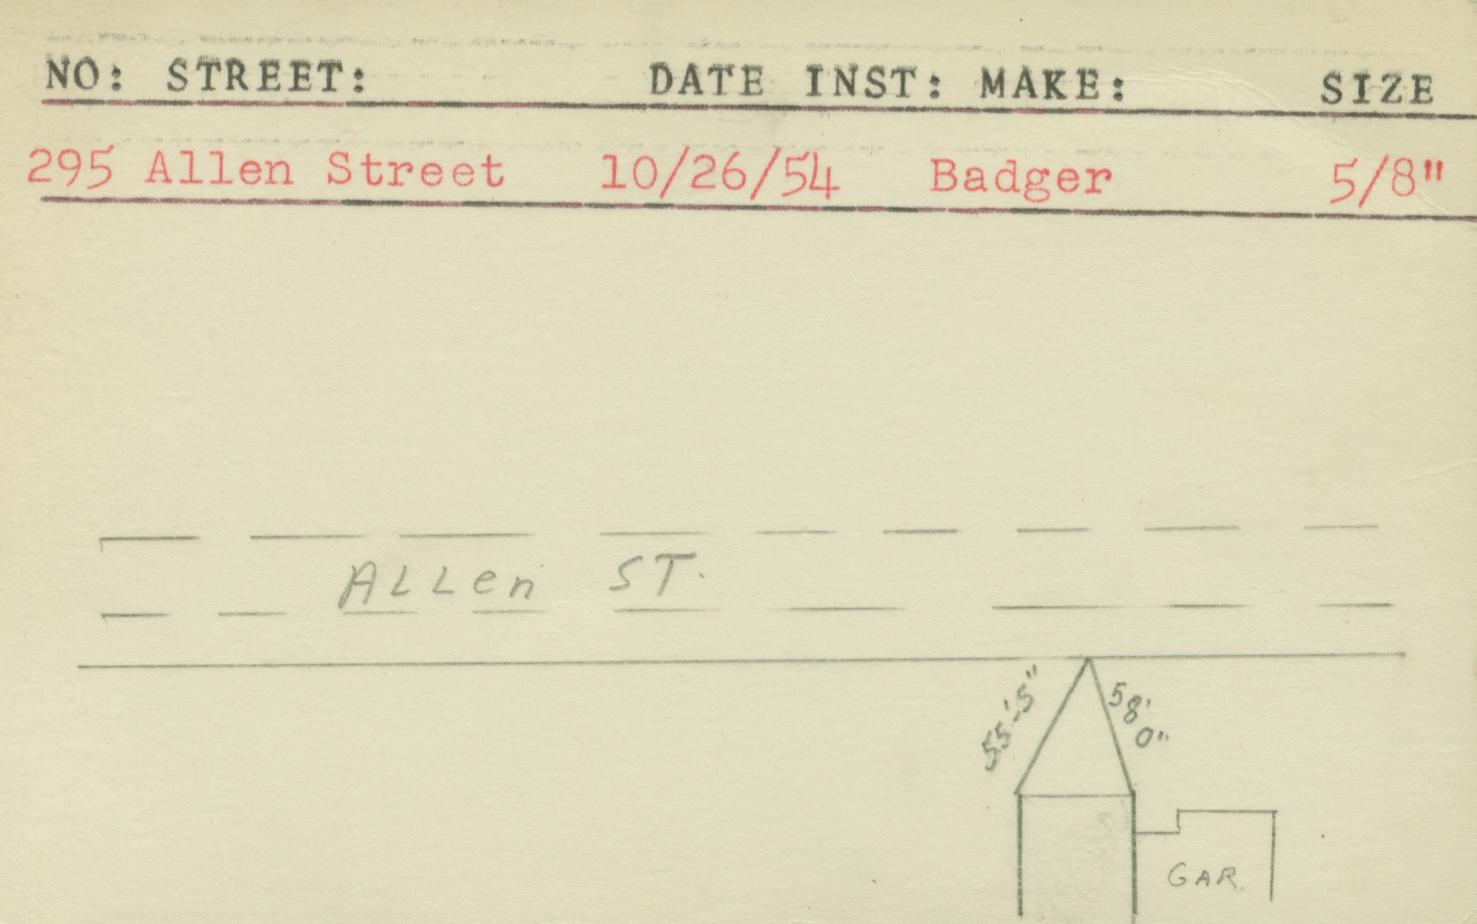 NO: STREET: DATE INST: MAKE: SIZE
295 Allen Street 10/26/54 Badger 5/8"
ALLen ST.
55'-5"
58'
0"
GAR.